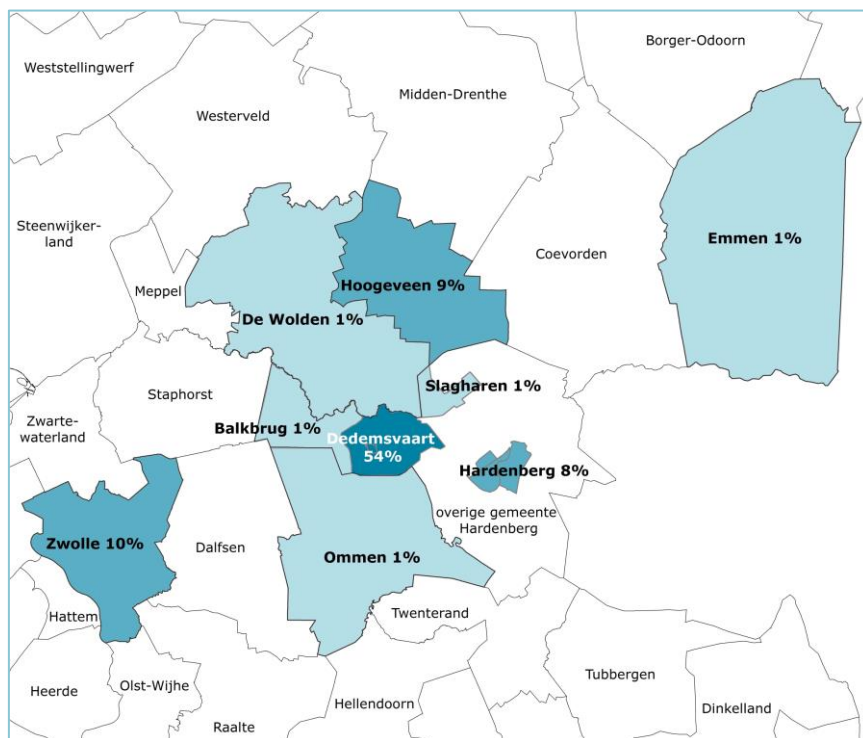 Borger-Odoorn
Weststellingwerf
Midden-Drenthe
Westerveld
Steenwijker-
land
Emmen 1%
Coevorden
Hoogeveen 9%
Meppel
De Wolden 1%
Slagharen 1%
Staphorst
Zwarte-
waterland
Balkbrug 1%
Dedemsvaart
54%
Hardenberg 8%
overige gemeente
Hardenberg
Zwolle 10%
Dalfsen
Ommen 1%
Hattem
Twenterand
Tubbergen
Heerde
Olst-Wijhe
Hellendoorn
Dinkelland
Raalte